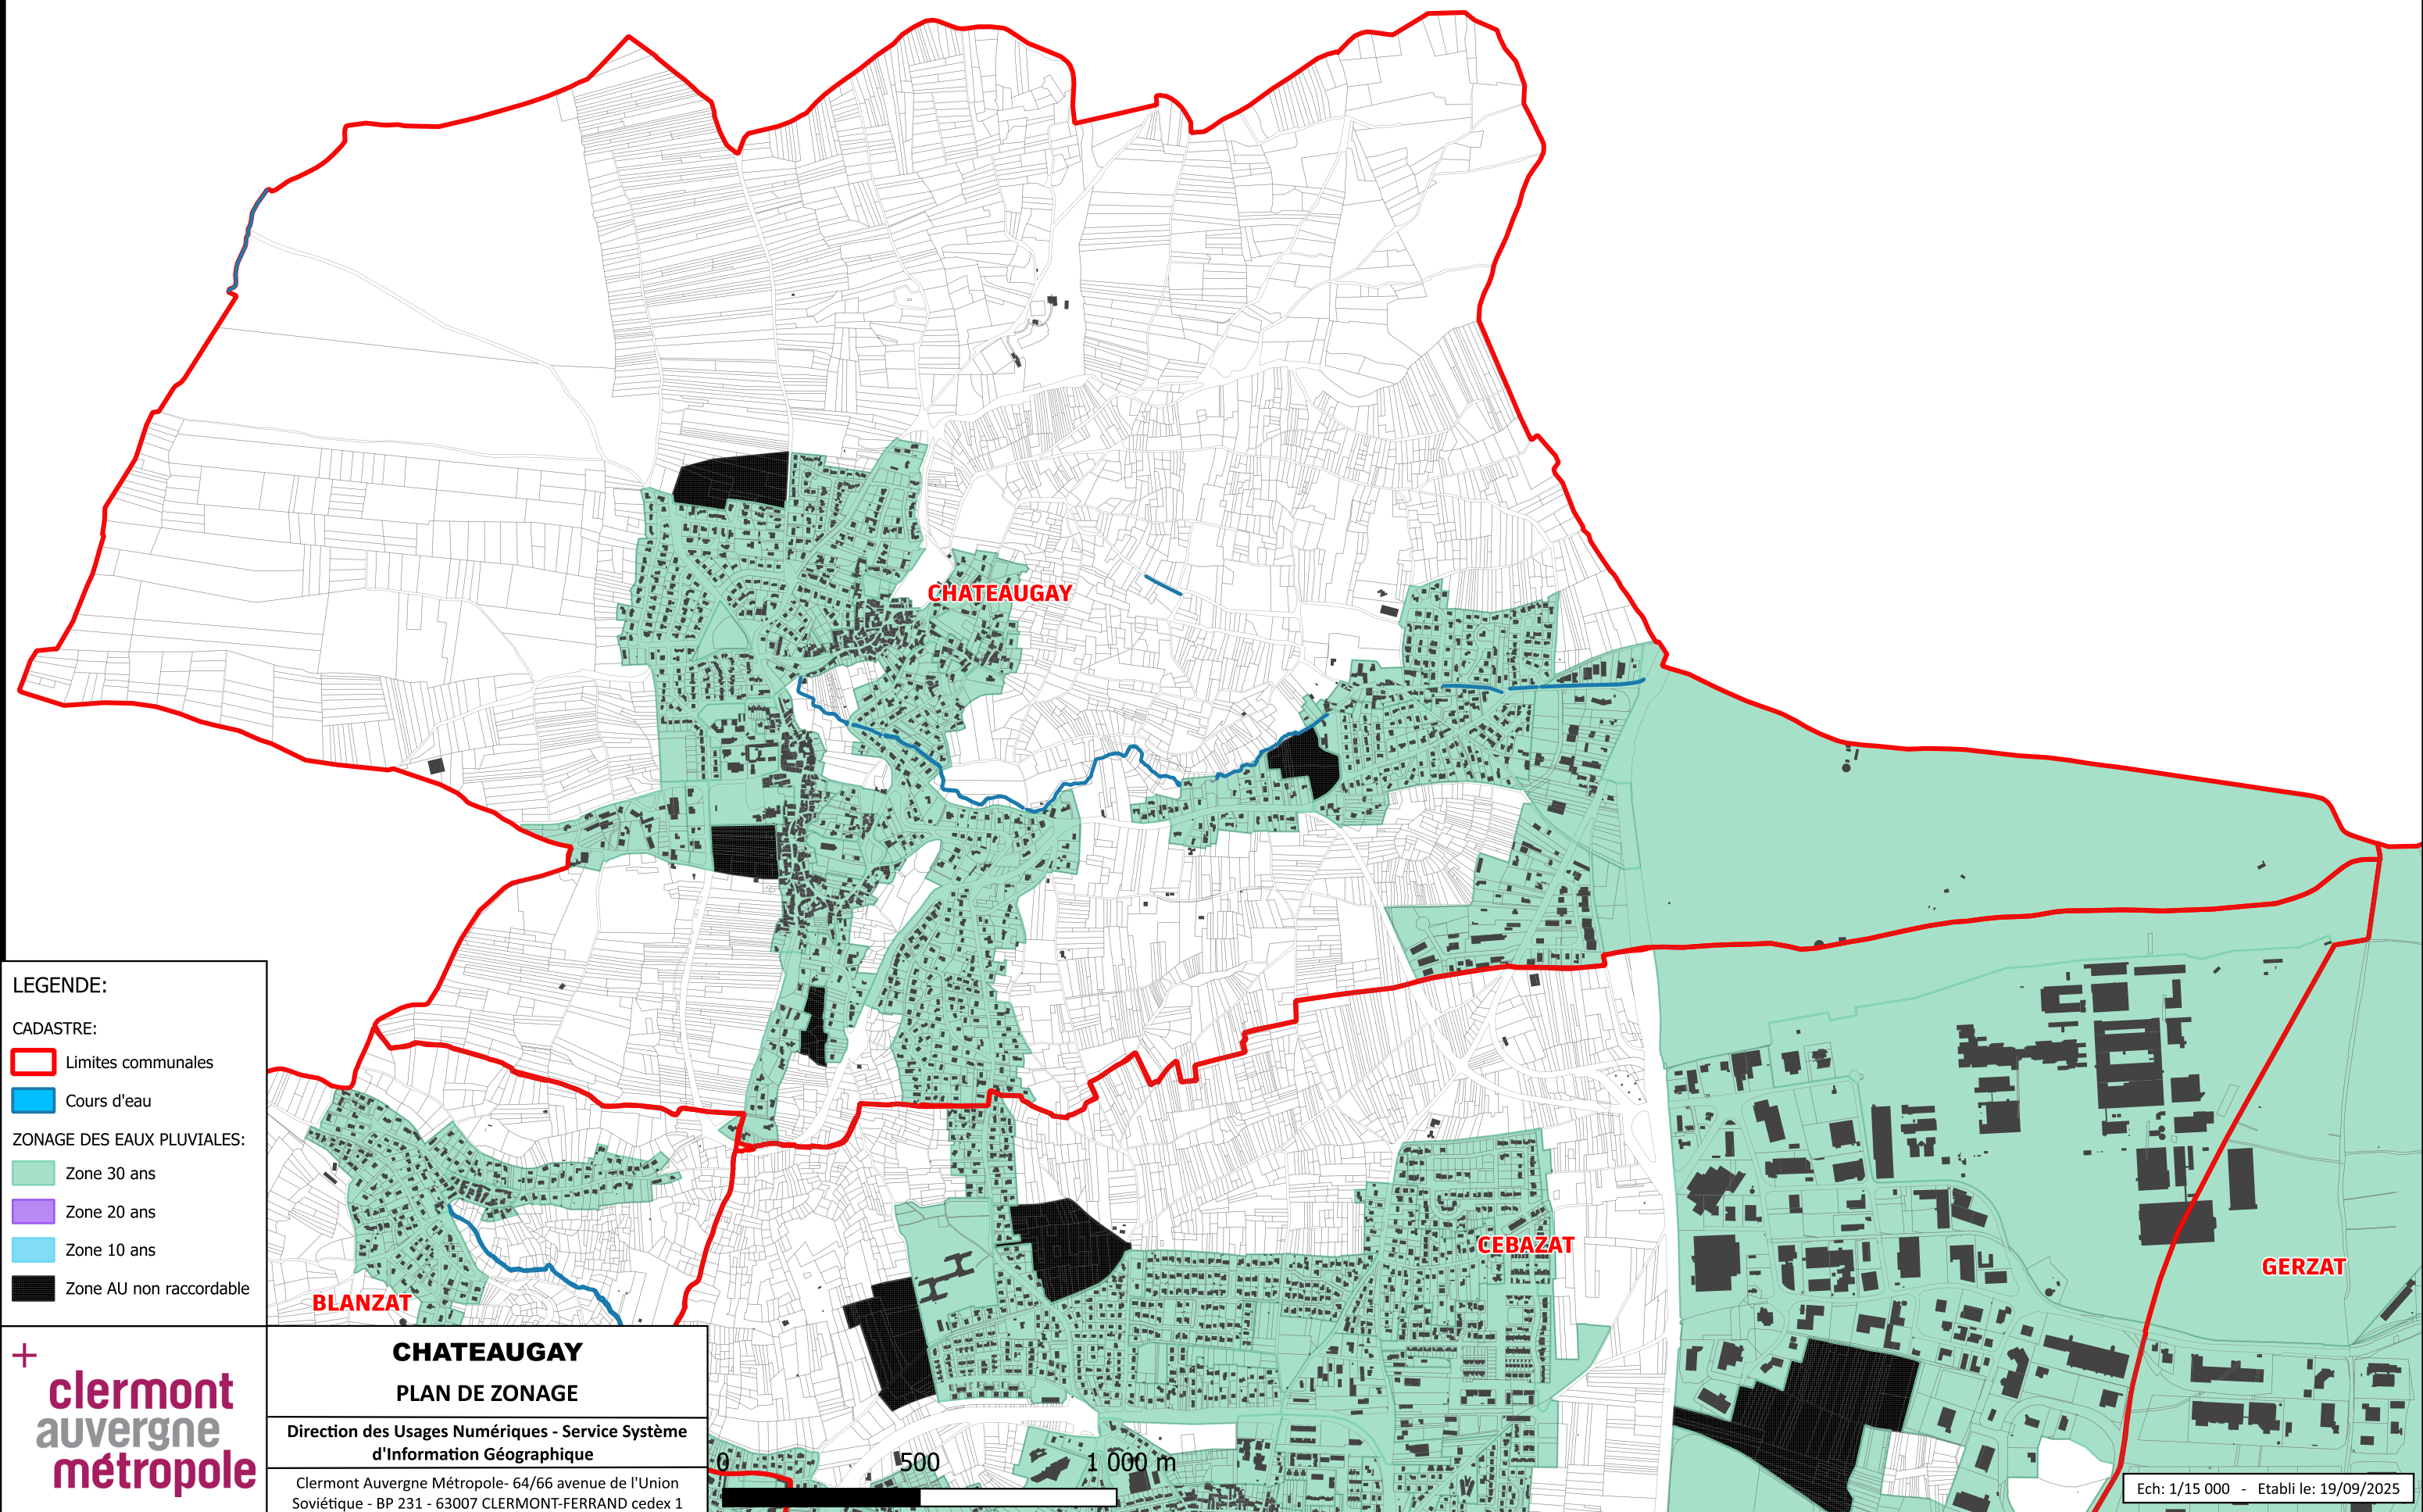 CHATEAUGAY
CEBAZAT
GERZAT
BLANZAT
LEGENDE:
CADASTRE:
Limites communales
Cours d'eau
ZONAGE DES EAUX PLUVIALES:
Zone 30 ans
Zone 20 ans
Zone 10 ans
Zone AU non raccordable
+
clermont
auvergne
métropole
CHATEAUGAY
PLAN DE ZONAGE
Direction des Usages Numériques - Service Système
d'Information Géographique
Clermont Auvergne Métropole- 64/66 avenue de l'Union
Soviétique - BP 231 - 63007 CLERMONT-FERRAND cedex 1
0 500 1 000 m
Ech: 1/15 000 - Etabli le: 19/09/2025